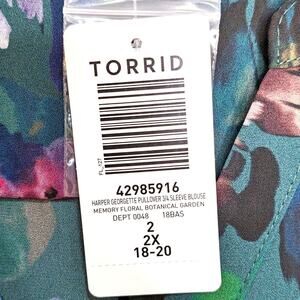 TORRID
FL_127
42985916
HARPER GEORGETTE PULLOVER 3/4 SLEEVE BLOUSE
MEMORY FLORAL BOTANICAL GARDEN
DEPT 0048 18BAS
2
2X
18-20